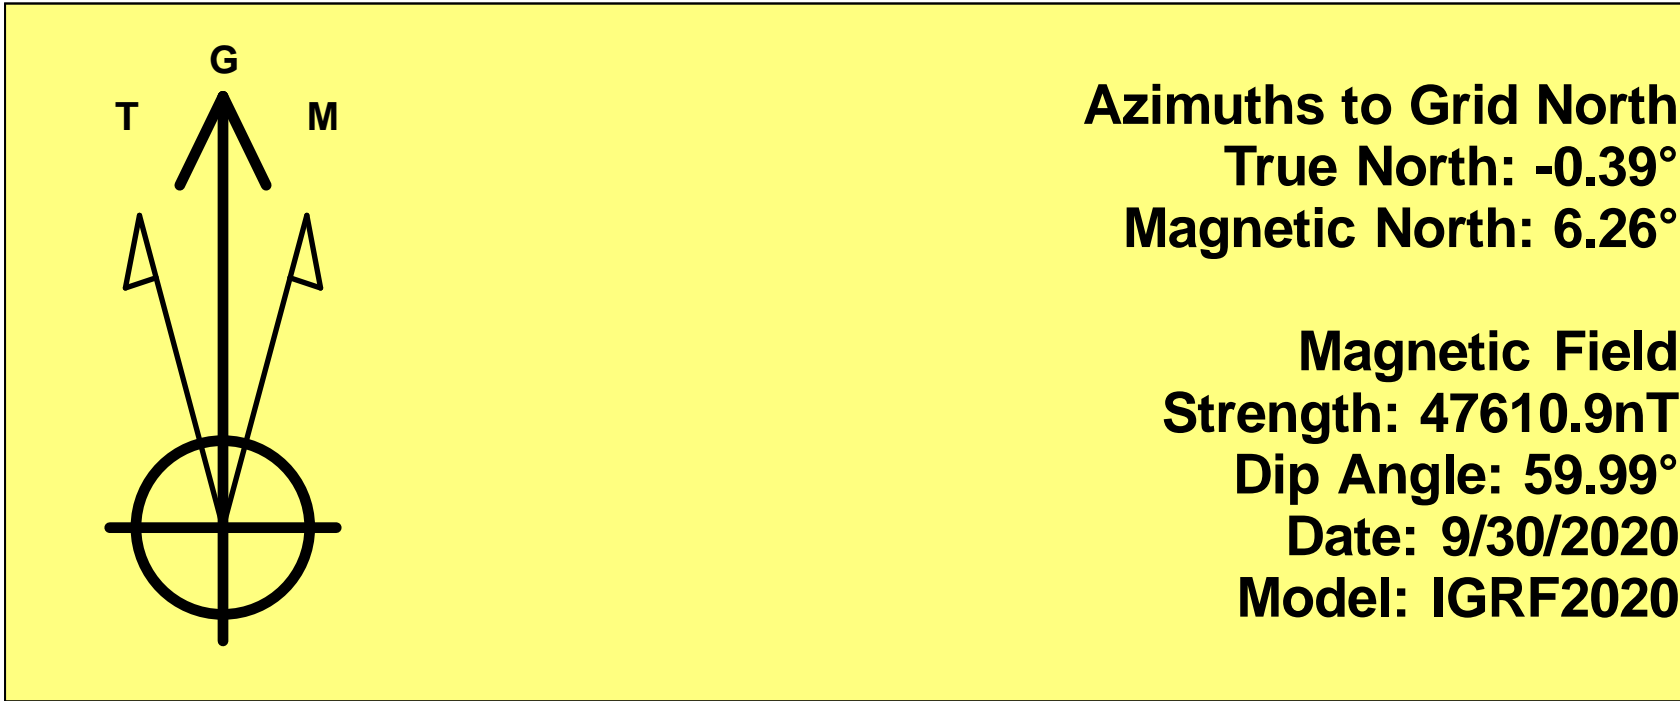 G
T
M
Azimuths to Grid North
True North: -0.39°
Magnetic North: 6.26°
Magnetic Field
Strength: 47610.9nT
Dip Angle: 59.99°
Date: 9/30/2020
Model: IGRF2020